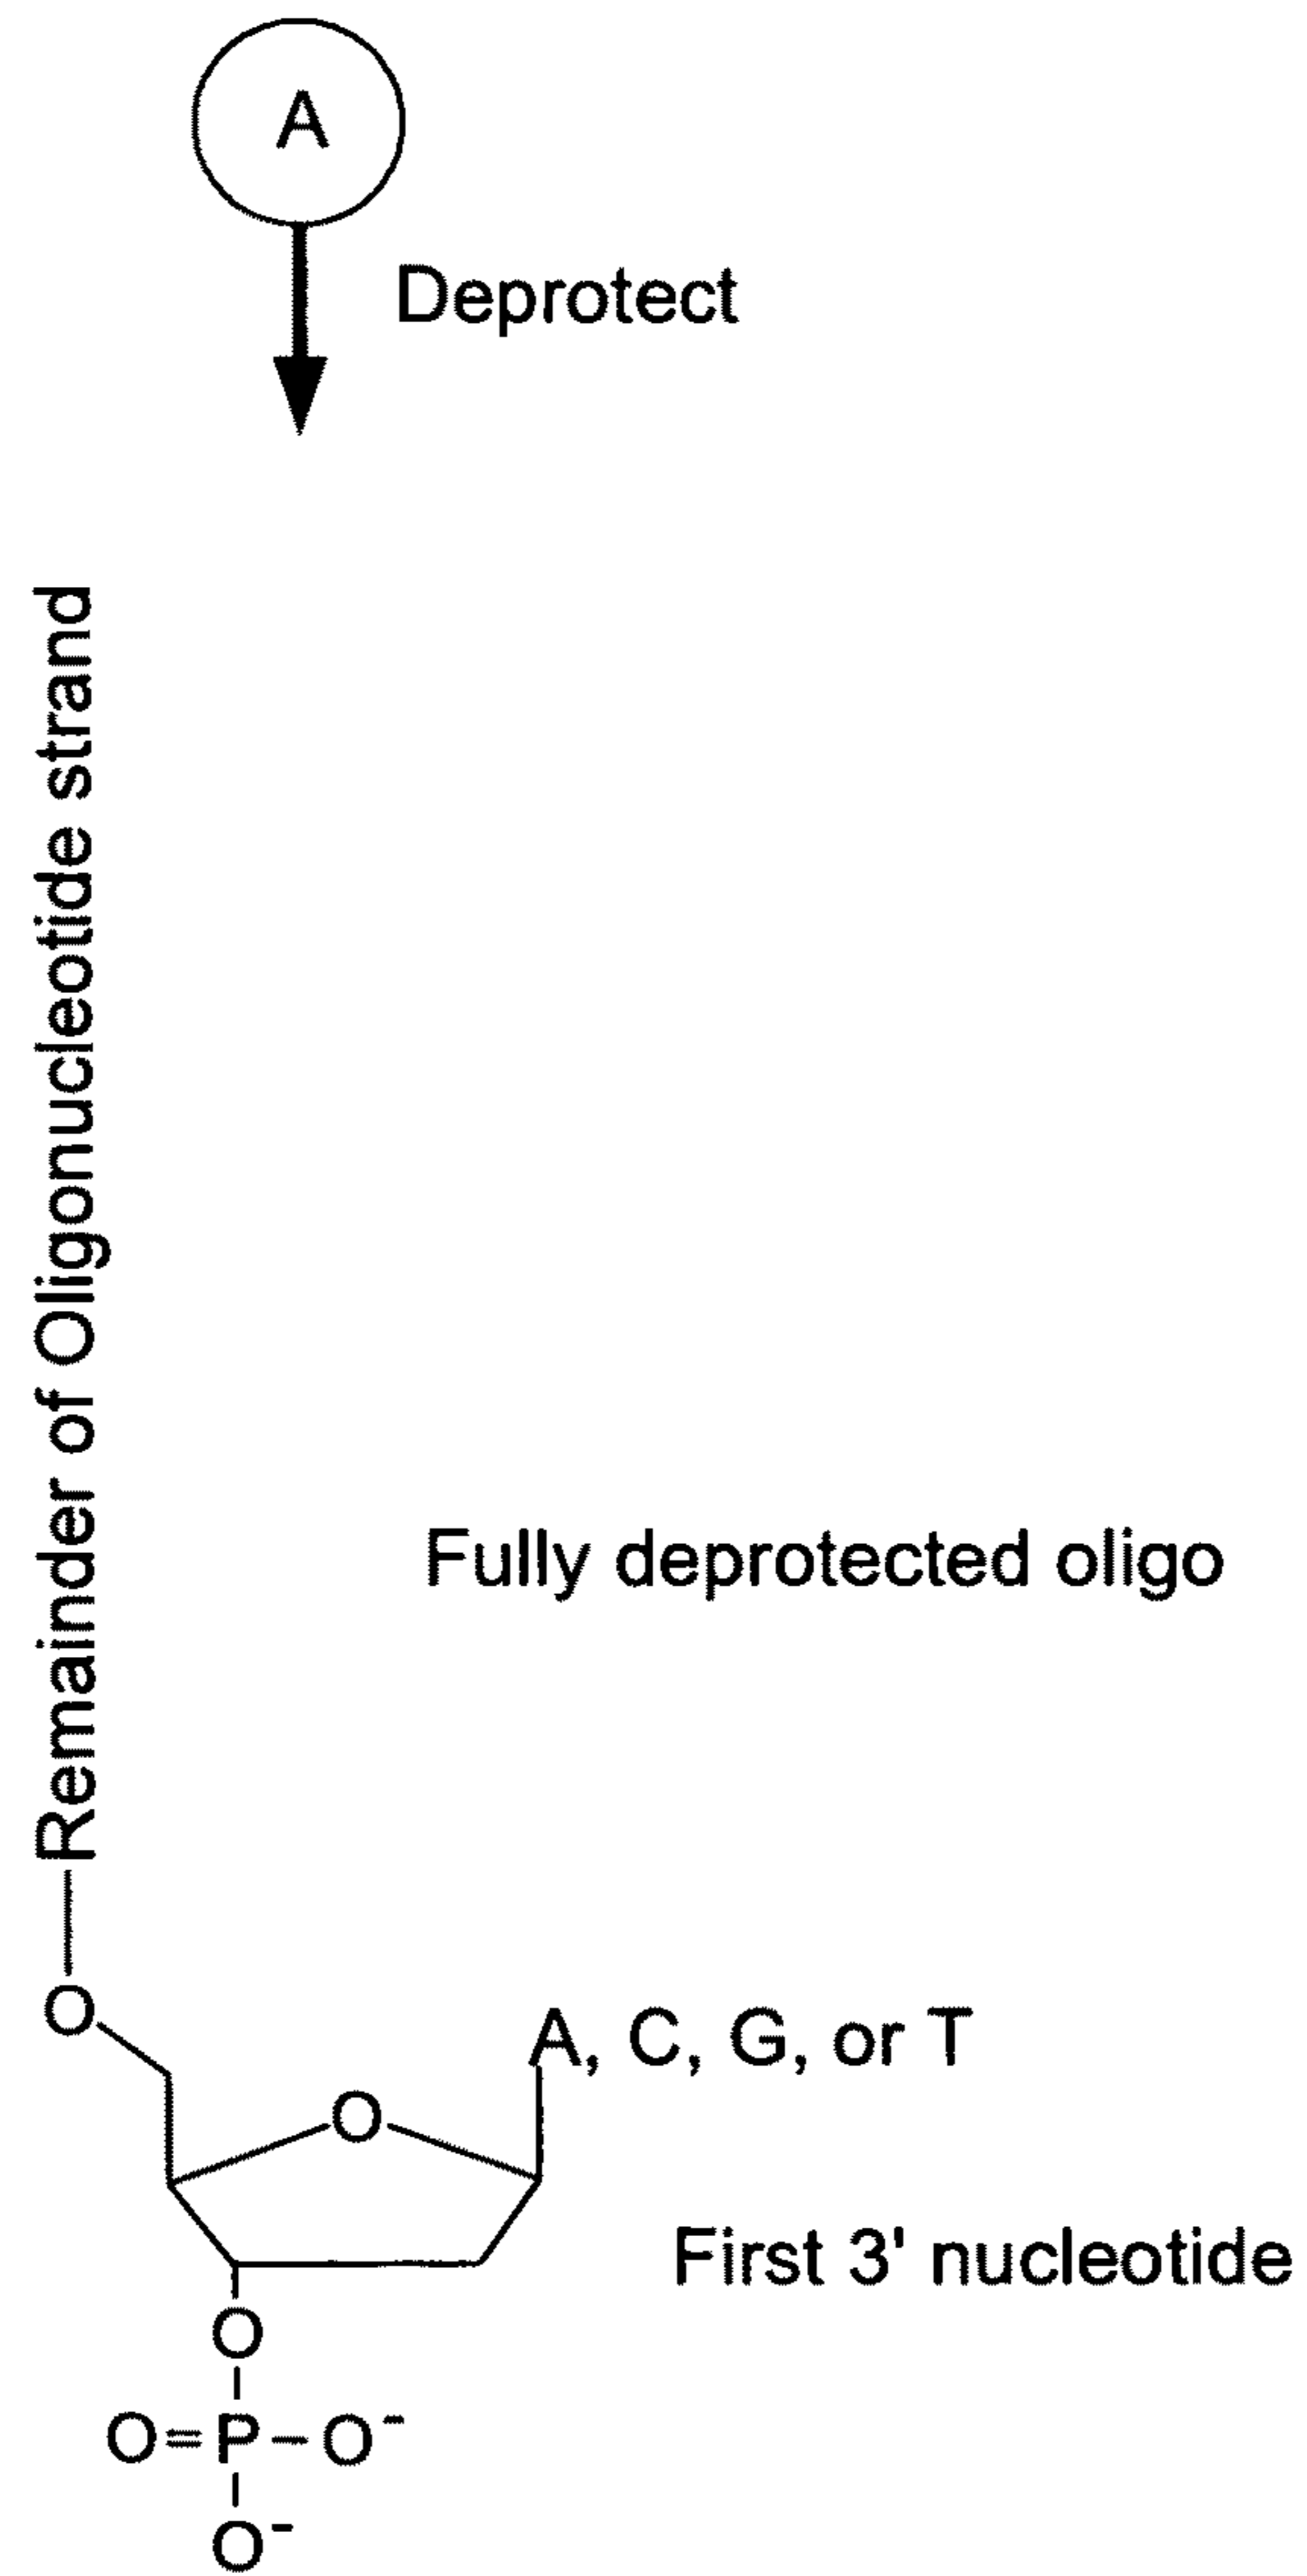 A
Deprotect
Remainder of Oligonucleotide strand
Fully deprotected oligo
O
A, C, G, or T
O
First 3' nucleotide
O
O=P-O⁻
O⁻